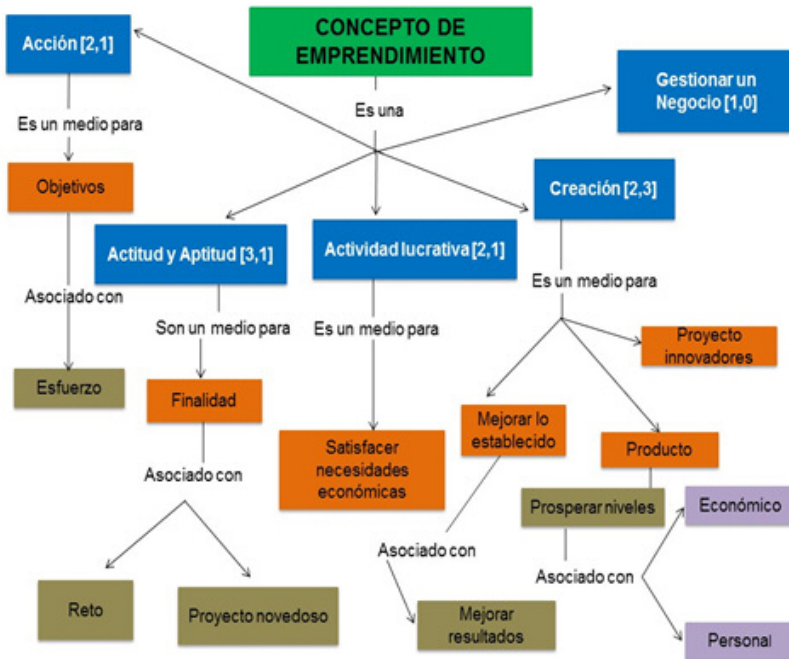 CONCEPTO DE
EMPRENDIMIENTO
Acción [2,1]
Gestionar un
Negocio [1,0]
Es una
Es un medio para
Objetivos
Creación [2,3]
Actitud y Aptitud [3,1]
Actividad lucrativa [2,1]
Asociado con
Son un medio para
Es un medio para
Es un medio para
Proyecto
innovadores
Esfuerzo
Finalidad
Mejorar lo
establecido
Satisfacer
necesidades
económicas
Producto
Asociado con
Prosperar niveles
Económico
Asociado con
Asociado con
Reto
Proyecto novedoso
Mejorar
resultados
Personal